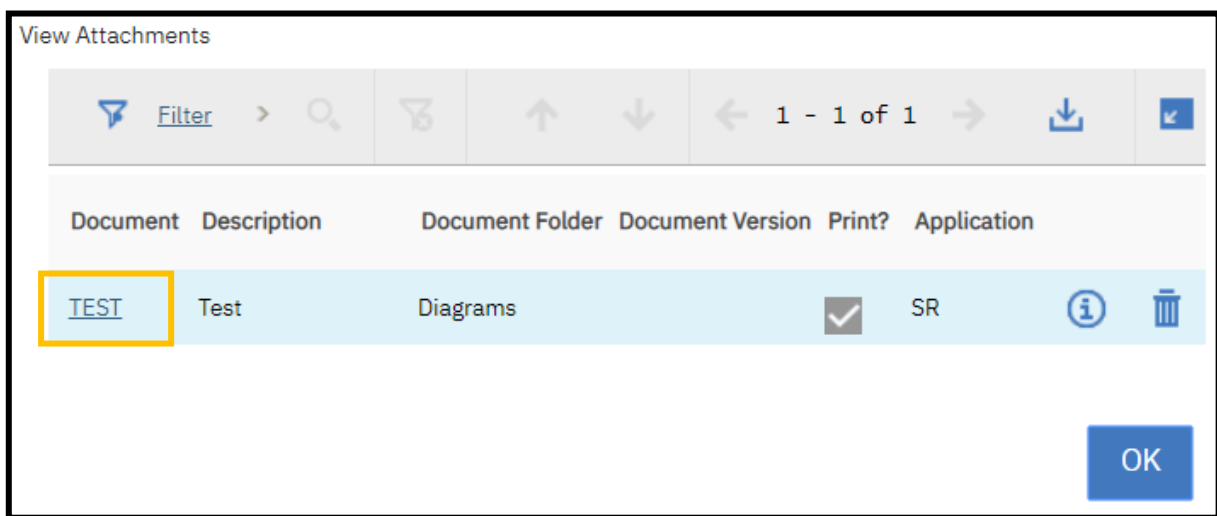 View Attachments
Filter 1 - 1 of 1
Document Description Document Folder Document Version Print? Application
TEST Test Diagrams SR
OK